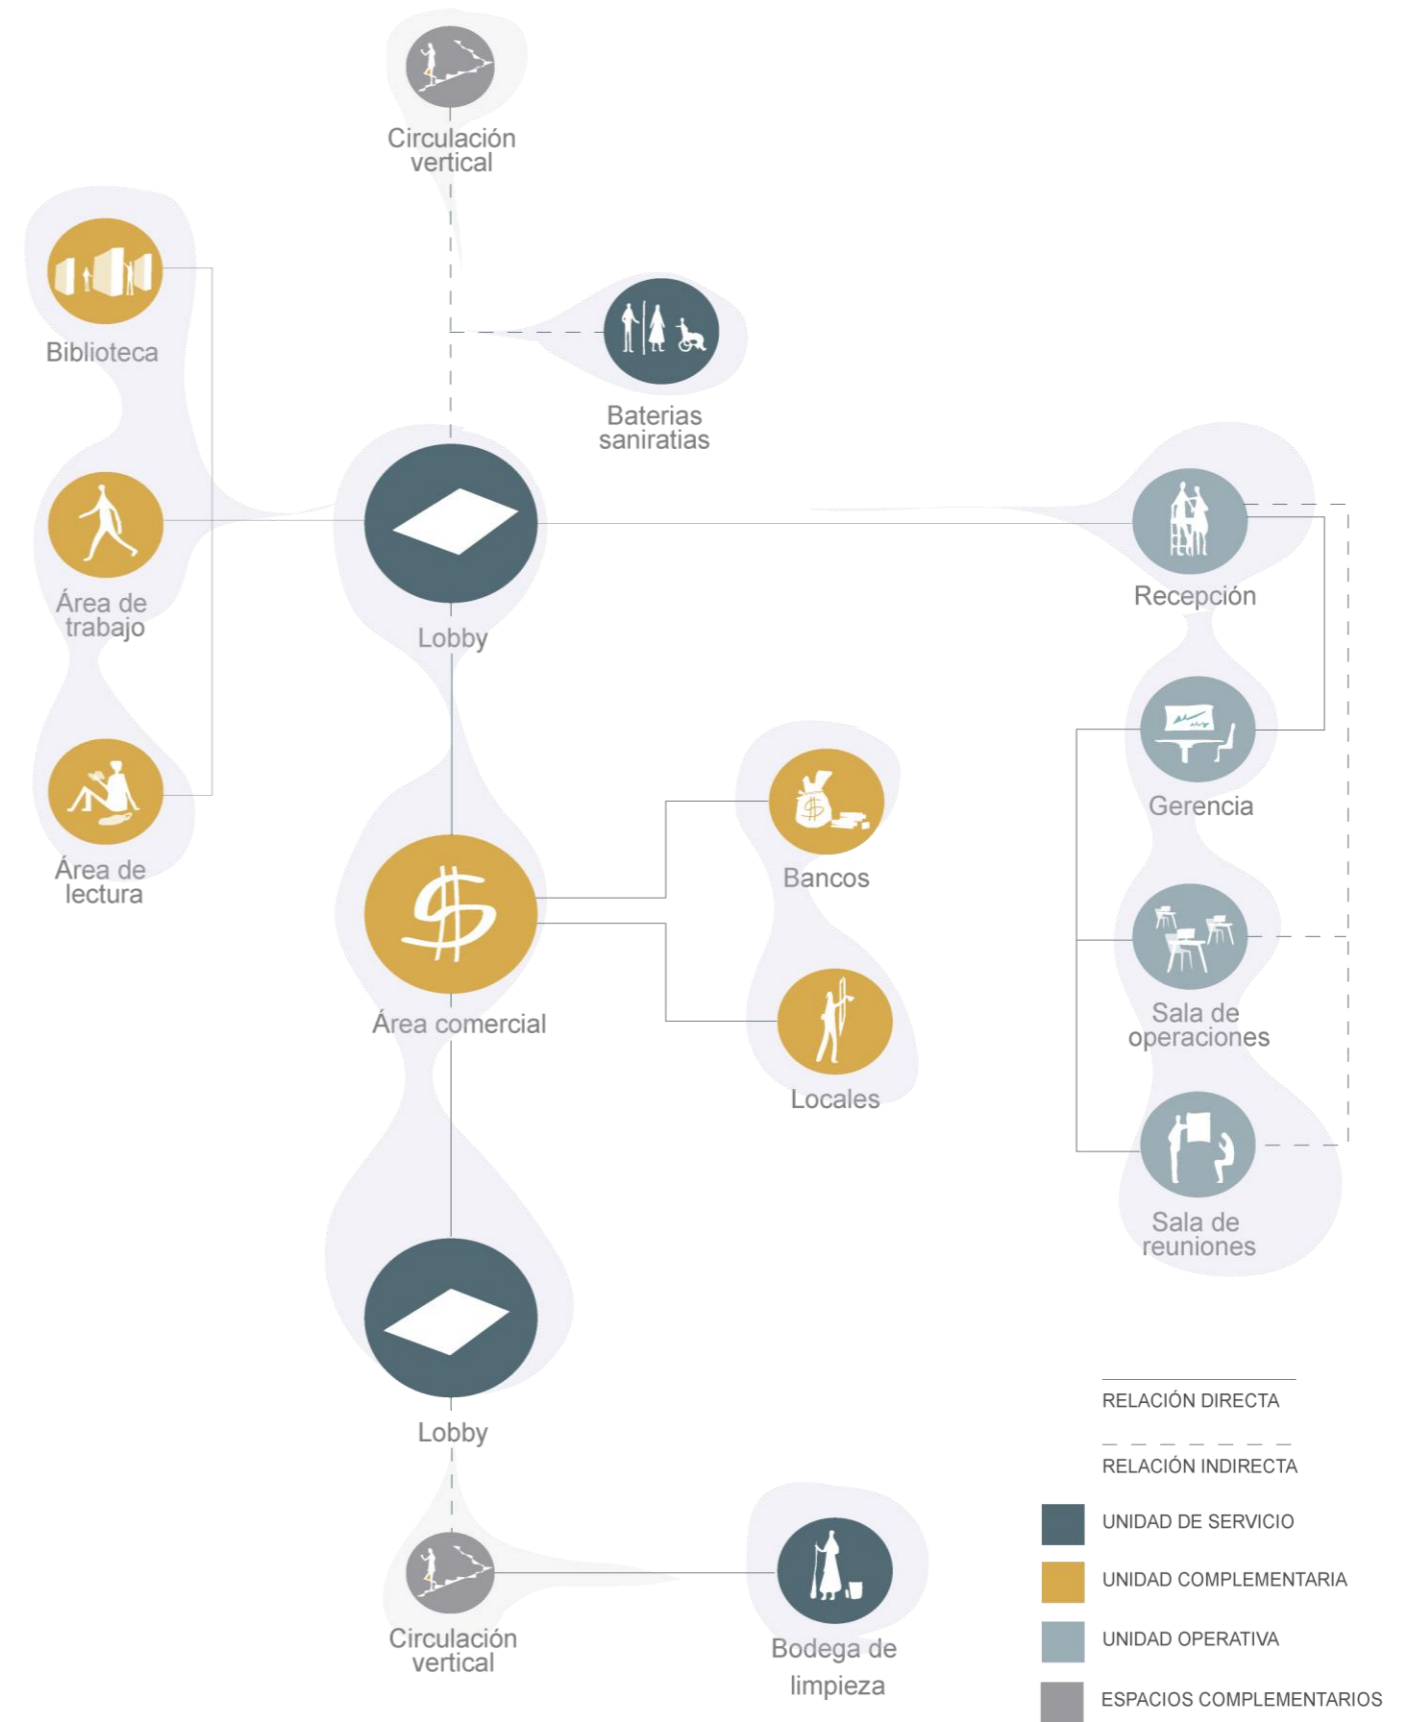 Circulación
vertical
Biblioteca
Baterias
saniratias
Área de
trabajo
Lobby
Recepción
Gerencia
Área de
lectura
Bancos
Área comercial
Sala de
operaciones
Locales
Sala de
reuniones
Lobby
Circulación
vertical
Bodega de
limpieza
RELACIÓN DIRECTA
RELACIÓN INDIRECTA
UNIDAD DE SERVICIO
UNIDAD COMPLEMENTARIA
UNIDAD OPERATIVA
ESPACIOS COMPLEMENTARIOS